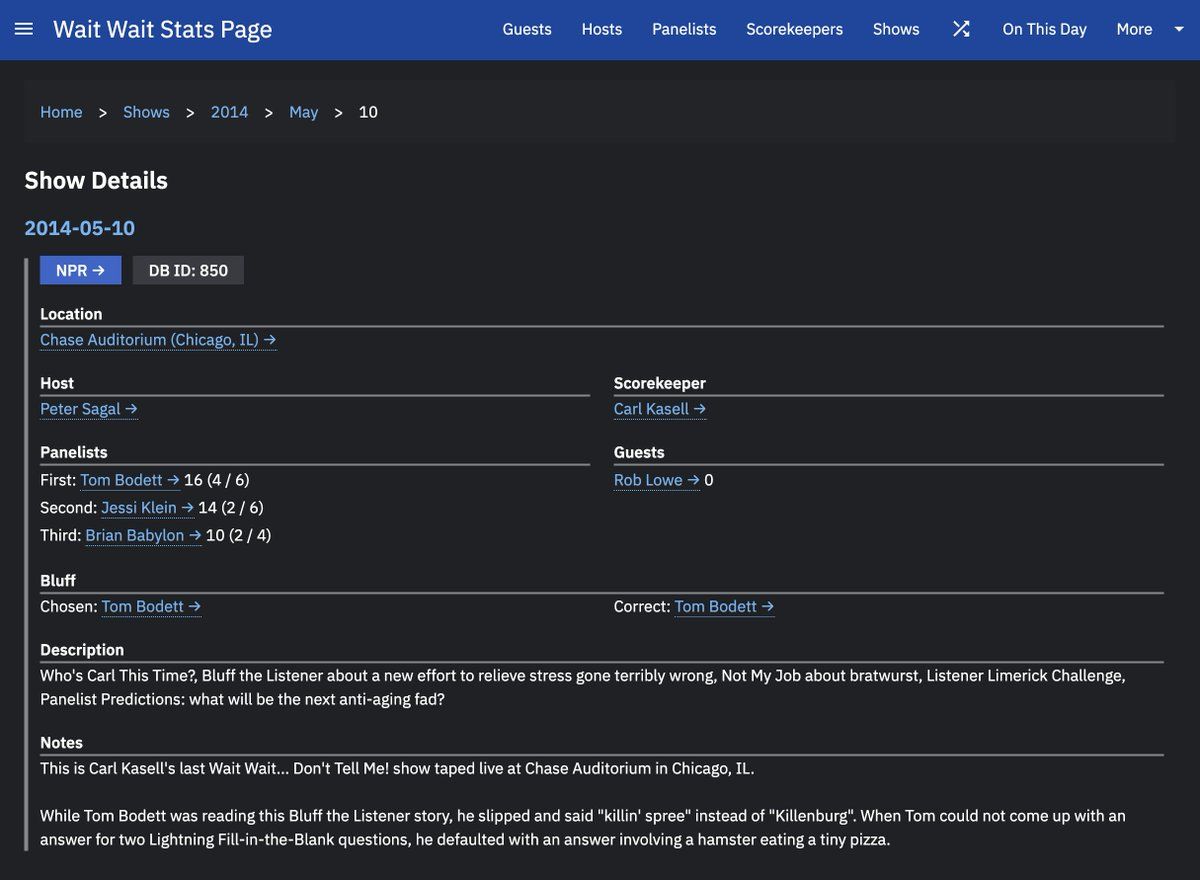 Wait Wait Stats Page
Guests Hosts Panelists Scorekeepers Shows On This Day More
Home > Shows > 2014 > May > 10
Show Details
2014-05-10
NPR → DB ID: 850
Location
Chase Auditorium (Chicago, IL) →
Host
Peter Sagal →
Scorekeeper
Carl Kasell →
Panelists
First: Tom Bodett → 16 (4 / 6)
Second: Jessi Klein → 14 (2 / 6)
Third: Brian Babylon → 10 (2 / 4)
Guests
Rob Lowe → 0
Bluff
Chosen: Tom Bodett →
Correct: Tom Bodett →
Description
Who's Carl This Time?, Bluff the Listener about a new effort to relieve stress gone terribly wrong, Not My Job about bratwurst, Listener Limerick Challenge,
Panelist Predictions: what will be the next anti-aging fad?
Notes
This is Carl Kasell's last Wait Wait... Don't Tell Me! show taped live at Chase Auditorium in Chicago, IL.
While Tom Bodett was reading this Bluff the Listener story, he slipped and said "killin' spree" instead of "Killenburg". When Tom could not come up with an
answer for two Lightning Fill-in-the-Blank questions, he defaulted with an answer involving a hamster eating a tiny pizza.